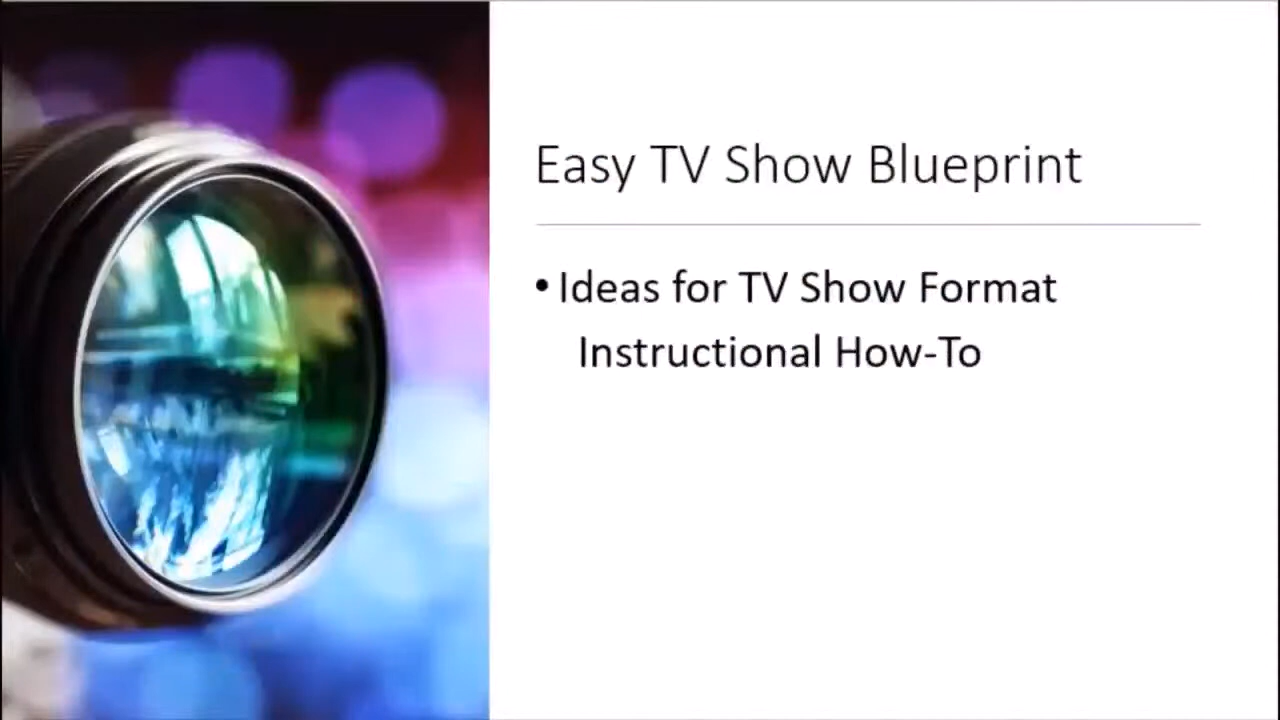 Easy TV Show Blueprint
• Ideas for TV Show Format
Instructional How-To